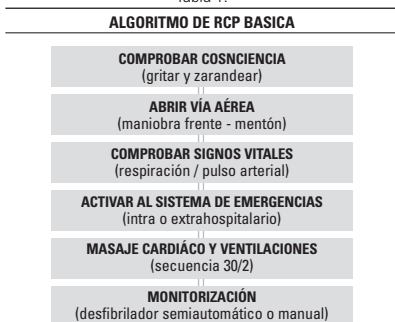 Tabla 1.
ALGORITMO DE RCP BASICA
COMPROBAR COSNCIENCIA
(gritar y zarandear)
ABRIR VÍA AÉREA
(maniobra frente - mentón)
COMPROBAR SIGNOS VITALES
(respiración / pulso arterial)
ACTIVAR AL SISTEMA DE EMERGENCIAS
(intra o extrahospitalario)
MASAJE CARDIÁCO Y VENTILACIONES
(secuencia 30/2)
MONITORIZACIÓN
(desfibrilador semiautomático o manual)